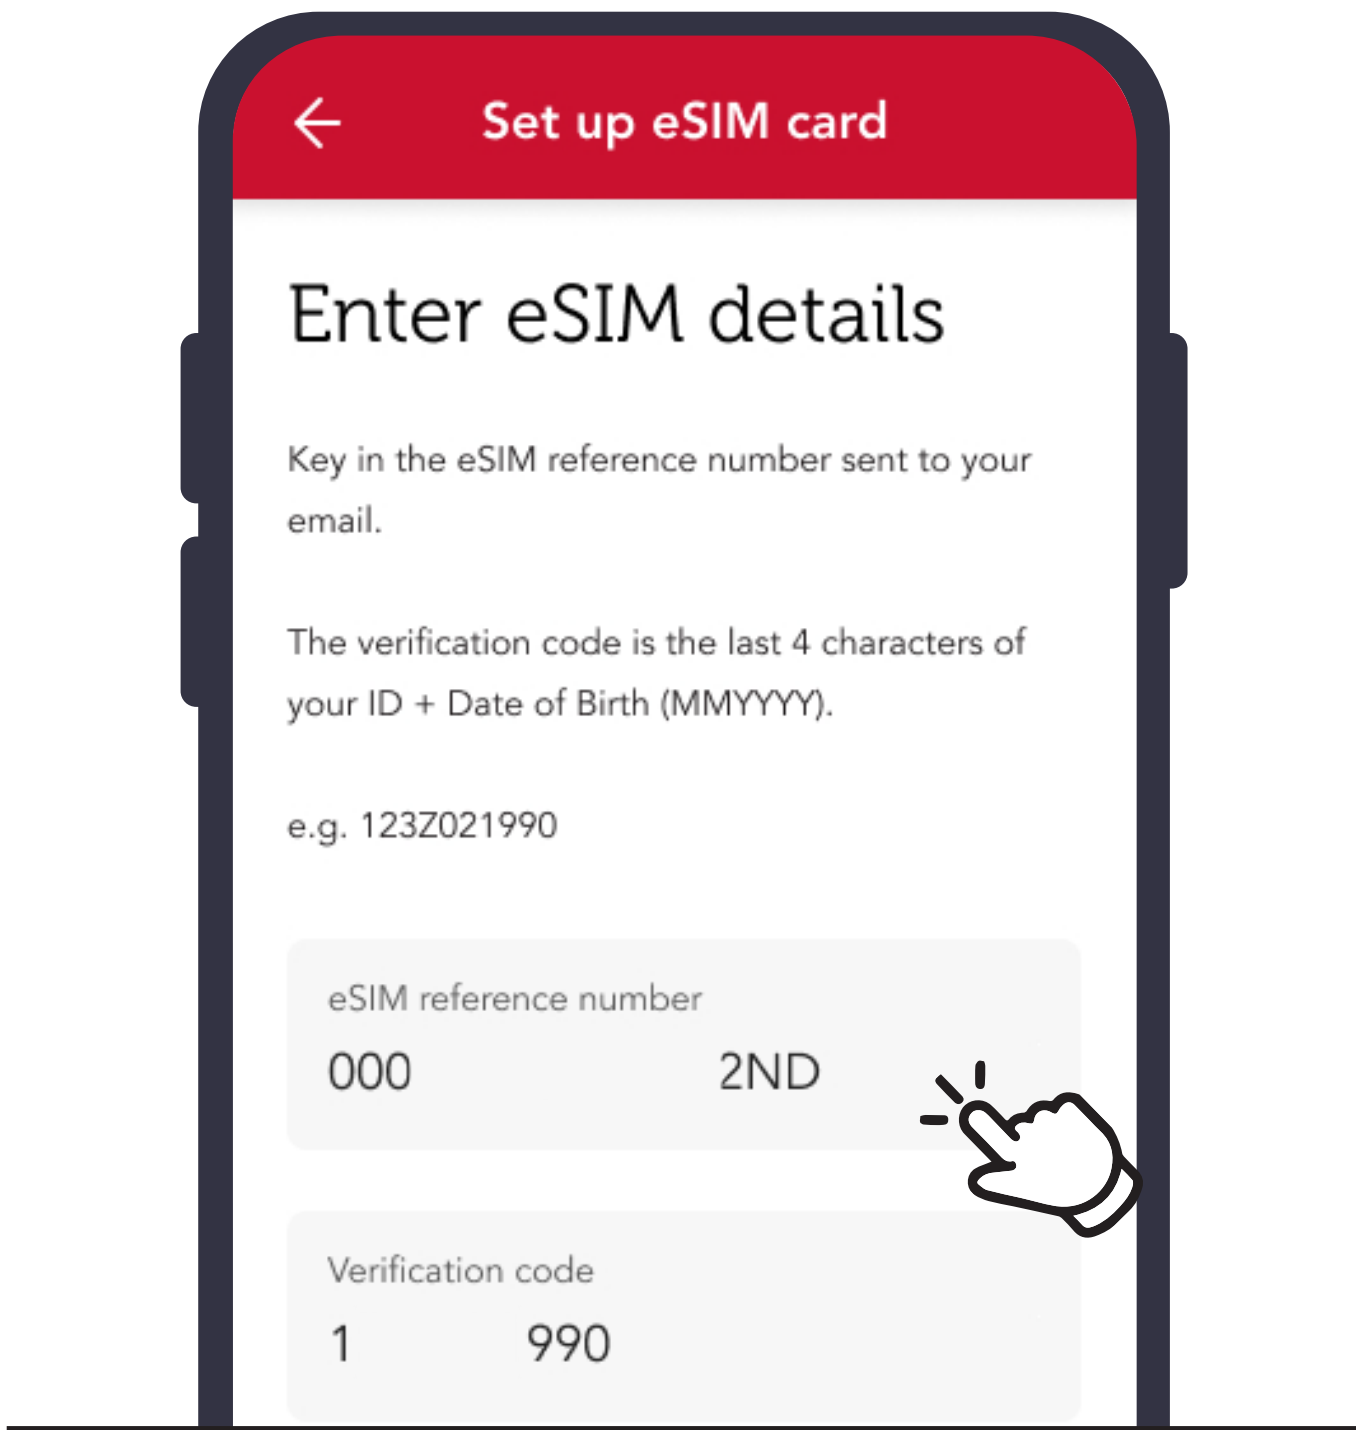 Set up eSIM card
Enter eSIM details
Key in the eSIM reference number sent to your
email.
The verification code is the last 4 characters of
your ID + Date of Birth (MMYYYY).
e.g. 123Z021990
eSIM reference number
000 2ND
Verification code
1 990